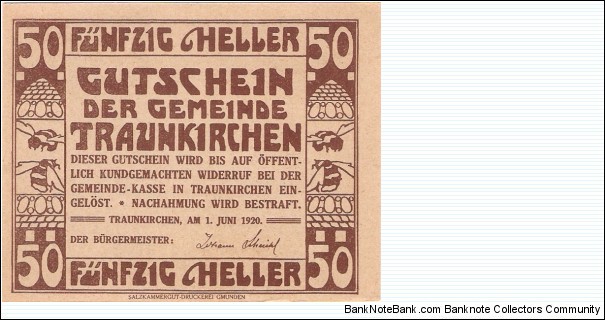 50 FÜNFZIG HELLER 50
GUTSCHEIN
DER GEMEINDE
TRAUNKIRCHEN
DIESER GUTSCHEIN WIRD BIS AUF ÖFFENT-
LICH KUNDGEMACHTEN WIDERRUF BEI DER
GEMEINDE-KASSE IN TRAUNKIRCHEN EIN-
GELÖST. * NACHAHMUNG WIRD BESTRAFT.
TRAUNKIRCHEN, AM 1. JUNI 1920.
DER BÜRGERMEISTER: Johann
50 FÜNFZIG HELLER 50
SALZKAMMERGUT-DRUCKEREI GMUNDEN
BankNoteBank.com Banknote Collectors Community